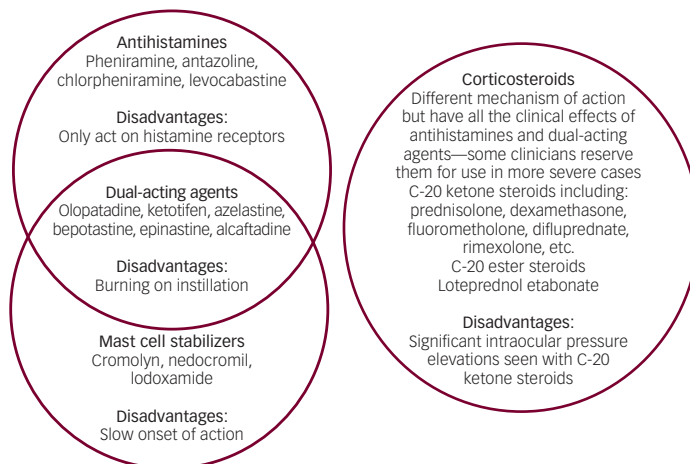 Antihistamines
Pheniramine, antazoline,
chlorpheniramine, levocabastine
Disadvantages:
Only act on histamine receptors
Dual-acting agents
Olopatadine, ketotifen, azelastine,
bepotastine, epinastine, alcaftadine
Disadvantages:
Burning on instillation
Mast cell stabilizers
Cromolyn, nedocromil,
lodoxamide
Disadvantages:
Slow onset of action
Corticosteroids
Different mechanism of action
but have all the clinical effects of
antihistamines and dual-acting
agents—some clinicians reserve
them for use in more severe cases
C-20 ketone steroids including:
prednisolone, dexamethasone,
fluorometholone, difluprednate,
rimexolone, etc.
C-20 ester steroids
Loteprednol etabonate
Disadvantages:
Significant intraocular pressure
elevations seen with C-20
ketone steroids